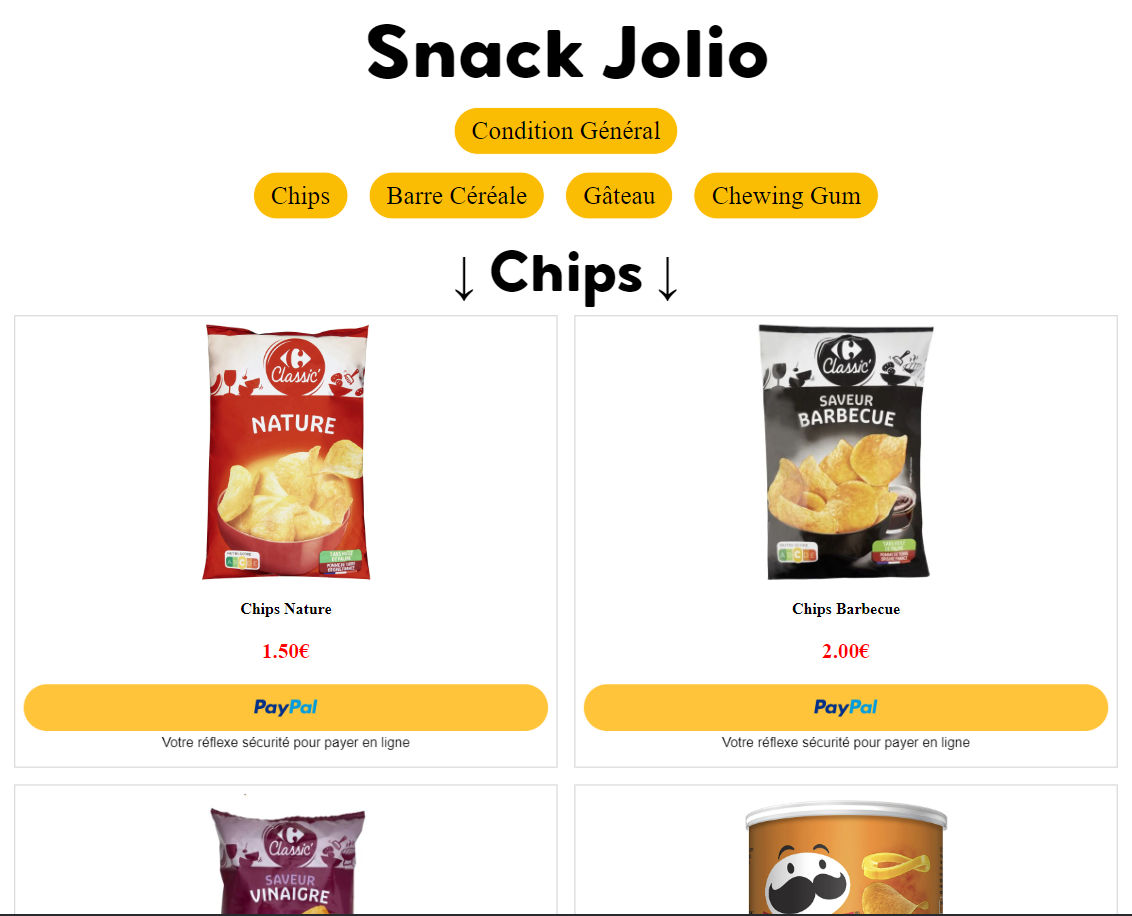 Snack Jolio
Condition Général
Chips Barre Céréale Gâteau Chewing Gum
↓ Chips ↓
Classic'
NATURE
Classic'
SAVEUR
BARBECUE
Chips Nature
Chips Barbecue
1.50€
2.00€
PayPal
PayPal
Votre réflexe sécurité pour payer en ligne
Votre réflexe sécurité pour payer en ligne
Classic'
SAVEUR
VINAIGRE